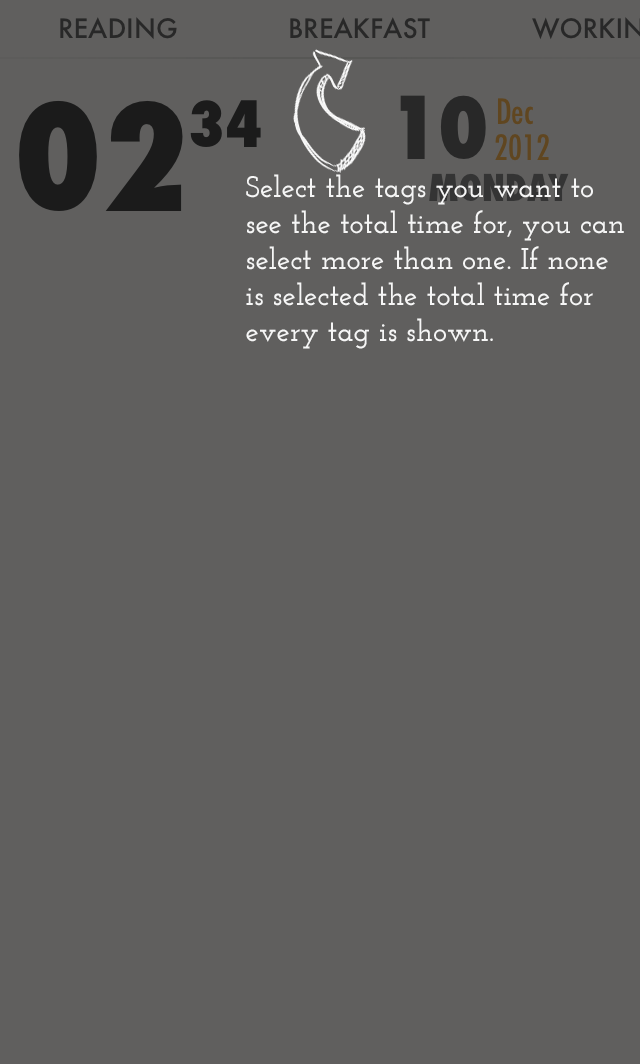 READING BREAKFAST WORKIN
02 34 10 Dec
2012
MONDAY
Select the tags you want to
see the total time for, you can
select more than one. If none
is selected the total time for
every tag is shown.